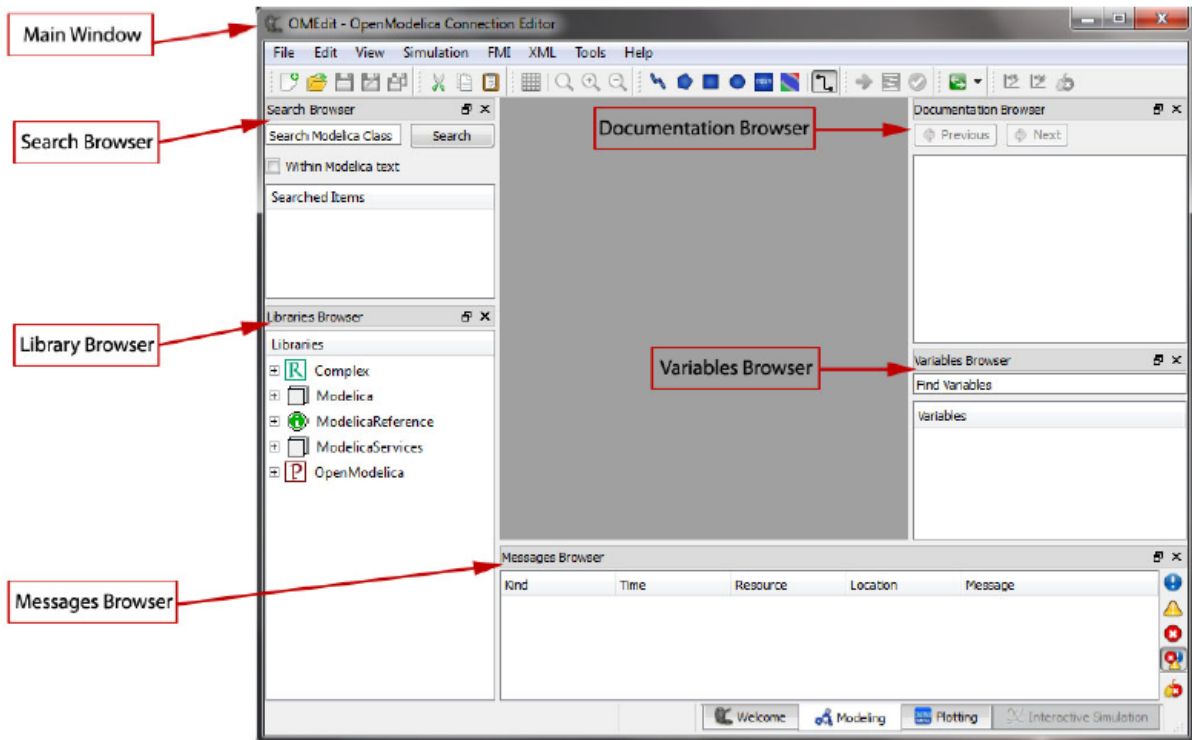 Main Window
OMEdit - OpenModelica Connection Editor
File Edit View Simulation FMI XML Tools Help
Search Browser
Search Browser
Search Modelica Class
Search
Within Modelica text
Searched Items
Documentation Browser
Documentation Browser
Previous
Next
Library Browser
Libraries Browser
Libraries
Complex
Modelica
ModelicaReference
ModelicaServices
OpenModelica
Variables Browser
Variables Browser
Find Variables
Variables
Messages Browser
Messages Browser
Kind Time Resource Location Message
Welcome Modeling Plotting Interactive Simulation